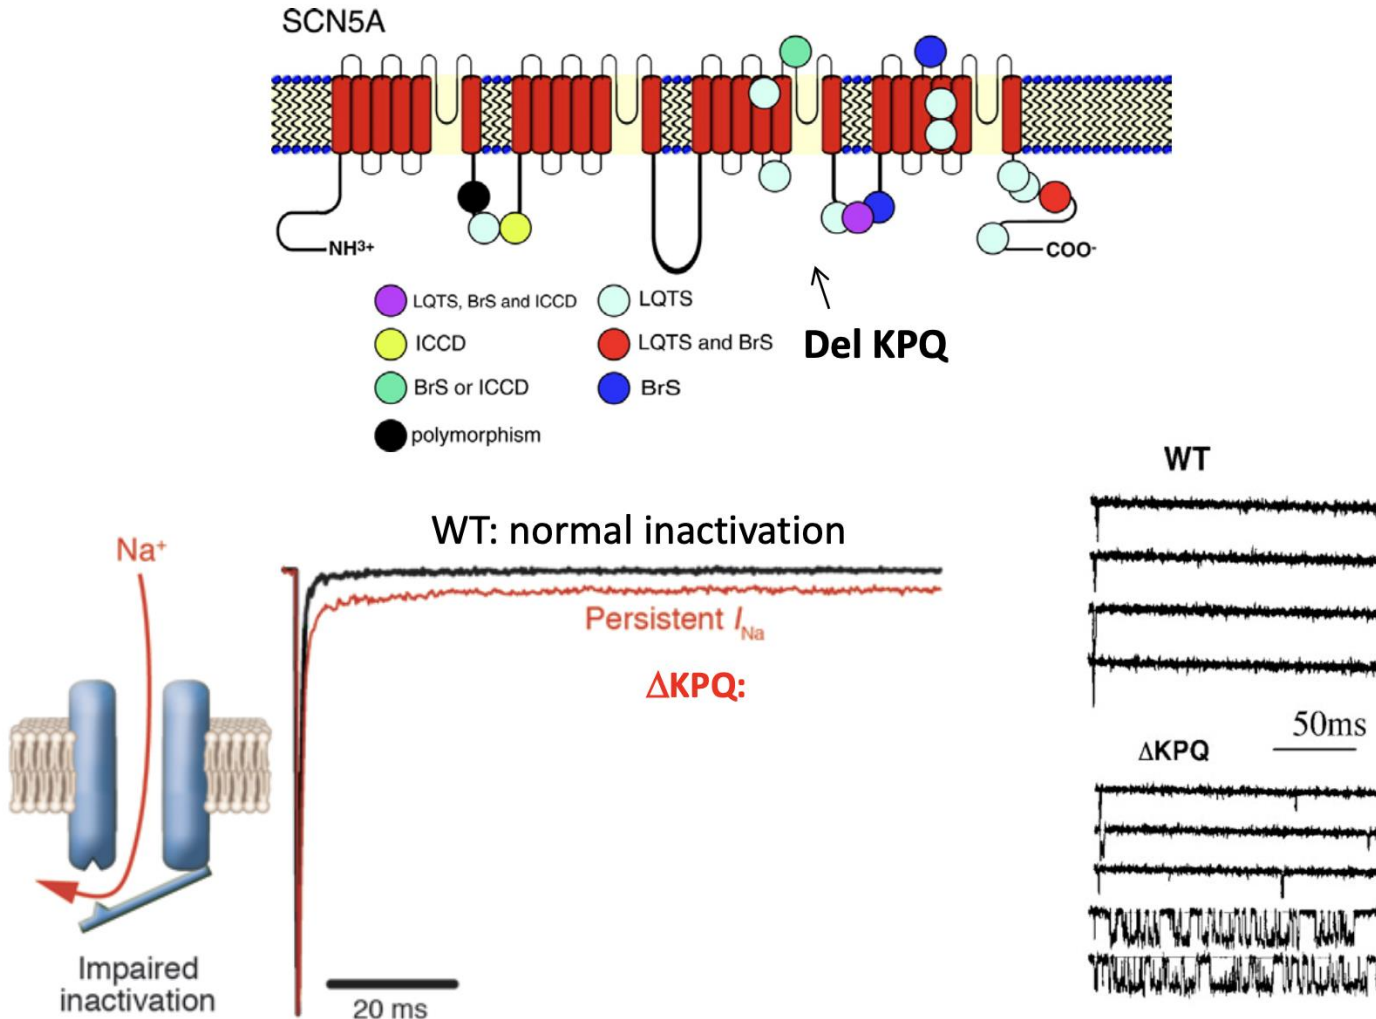 SCN5A
NH3+
COO-
LQTS, BrS and ICCD
LQTS
ICCD
LQTS and BrS
BrS or ICCD
BrS
polymorphism
Del KPQ
WT
WT: normal inactivation
Na+
Persistent INa
ΔKPQ:
50ms
ΔKPQ
Impaired
inactivation
20 ms